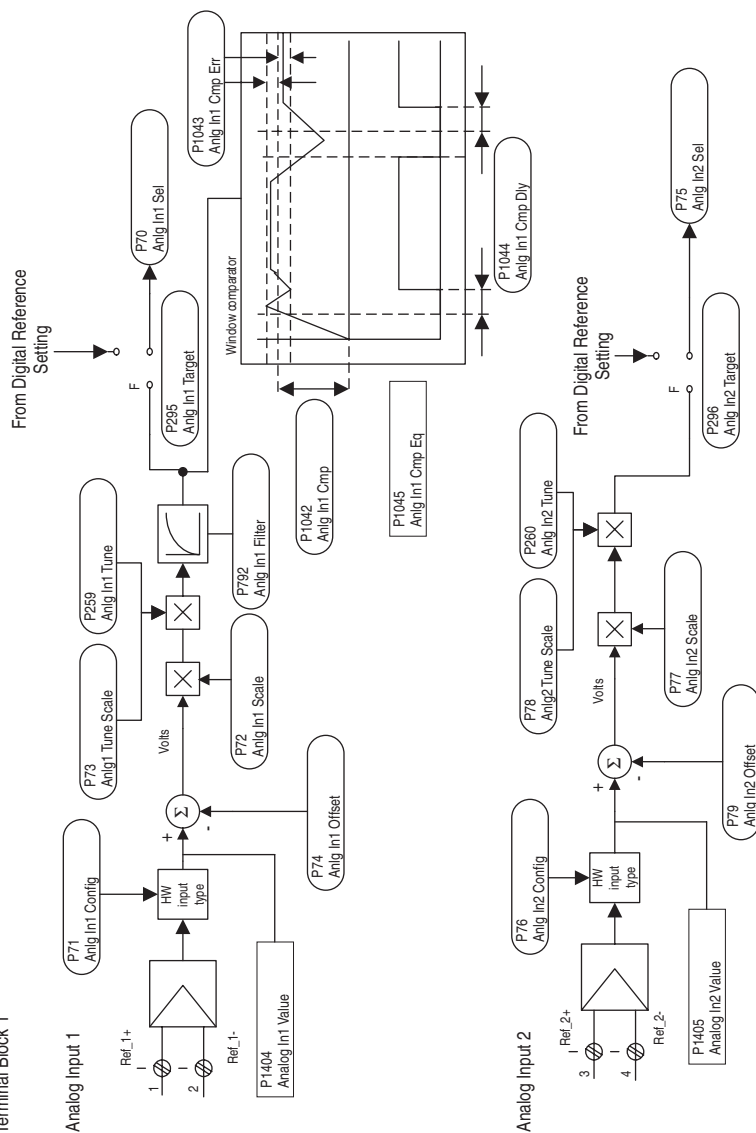 Terminal Block 1
Analog Input 1
1
I
Ref_1+
2
I
Ref_1-
P1404
Analog In1 Value
P71
Anlg In1 Config
HW
input
type
+
Σ
-
P74
Anlg In1 Offset
Volts
P73
Anlg1 Tune Scale
P259
Anlg In1 Tune
P72
Anlg In1 Scale
P792
Anlg In1 Filter
From Digital Reference
Setting
F
P295
Anlg In1 Target
P70
Anlg In1 Sel
P1043
Anlg In1 Cmp Err
Window comparator
P1042
Anlg In1 Cmp
P1045
Anlg In1 Cmp Eq
P1044
Anlg In1 Cmp Dly
Analog Input 2
3
I
Ref_2+
4
I
Ref_2-
P1405
Analog In2 Value
P76
Anlg In2 Config
HW
input
type
+
Σ
-
P79
Anlg In2 Offset
Volts
P78
Anlg2 Tune Scale
P260
Anlg In2 Tune
P77
Anlg In2 Scale
From Digital Reference
Setting
F
P296
Anlg In2 Target
P75
Anlg In2 Sel